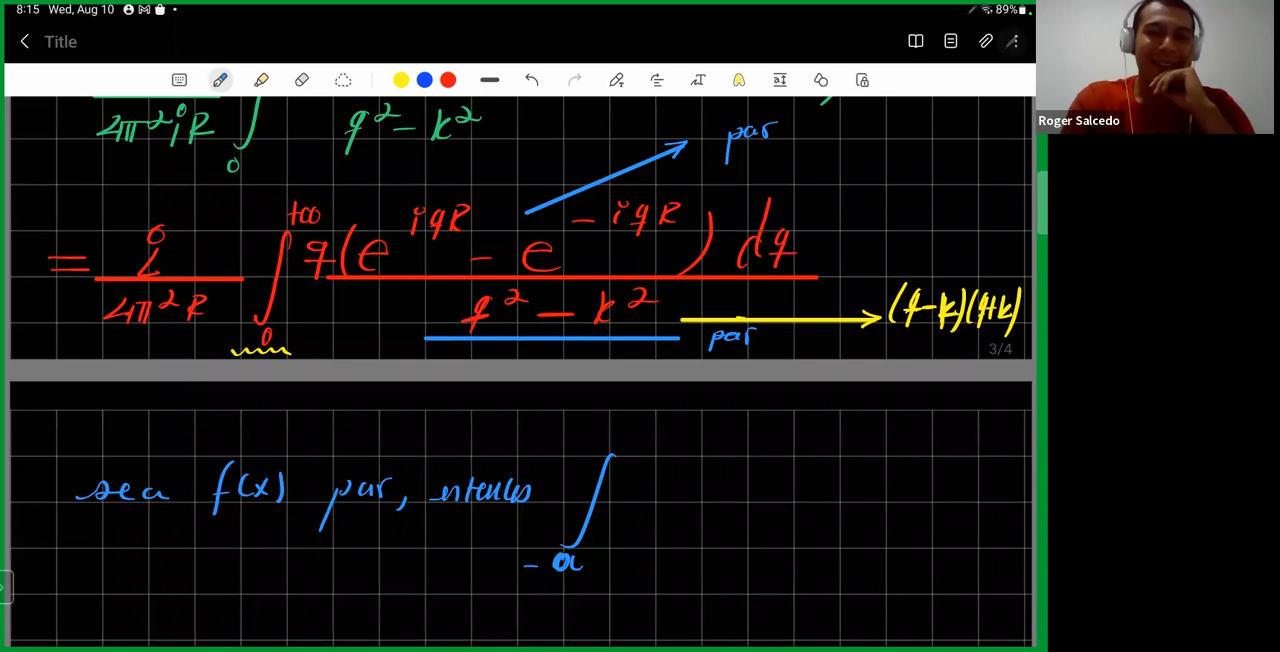 8:15 Wed, Aug 10 89%
Title
4π²iR ∫ 0 q² - k²
par
= i/4π²R ∫ 0 +∞ q(e^iqR - e^-iqR) dq / q² - k² → (q-k)(q+k)
par
3/4
sea f(x) par, entonces ∫ -a
Roger Salcedo